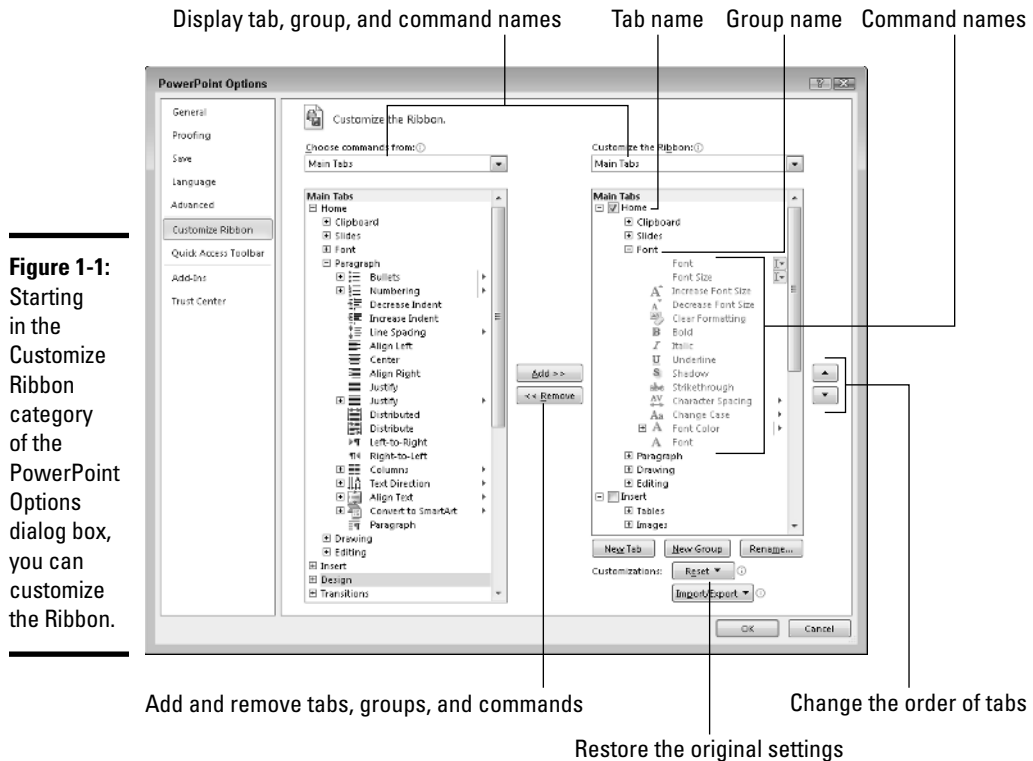 Display tab, group, and command names
Tab name
Group name
Command names
PowerPoint Options
General
Proofing
Save
Language
Advanced
Customize Ribbon
Quick Access Toolbar
Add-Ins
Trust Center
Customize the Ribbon.
Choose commands from:
Main Tabs
Main Tabs
Home
Clipboard
Slides
Font
Paragraph
Bullets
Numbering
Decrease Indent
Increase Indent
Line Spacing
Align Left
Center
Align Right
Justify
Justify
Distributed
Distribute
Left-to-Right
Right-to-Left
Columns
Text Direction
Align Text
Convert to SmartArt
Paragraph
Drawing
Editing
Insert
Design
Transitions
Add >>
<< Remove
Customize the Ribbon:
Main Tabs
Main Tabs
Home
Clipboard
Slides
Font
Font
Font Size
Increase Font Size
Decrease Font Size
Clear Formatting
Bold
Italic
Underline
Shadow
Strikethrough
Character Spacing
Change Case
Font Color
Font
Paragraph
Drawing
Editing
Insert
Tables
Images
New Tab
New Group
Rename...
Customizations:
Reset
Import/Export
OK
Cancel
Figure 1-1:
Starting
in the
Customize
Ribbon
category
of the
PowerPoint
Options
dialog box,
you can
customize
the Ribbon.
Add and remove tabs, groups, and commands
Change the order of tabs
Restore the original settings